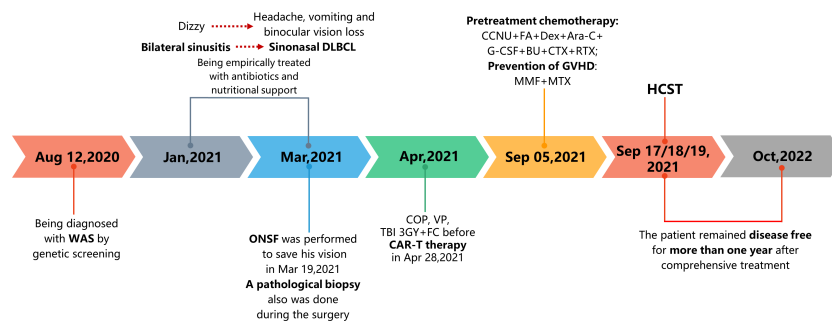 Dizzy
Headache, vomiting and
binocular vision loss
Bilateral sinusitis
Sinonasal DLBCL
Being empirically treated
with antibiotics and
nutritional support
Pretreatment chemotherapy:
CCNU+FA+Dex+Ara-C+
G-CSF+BU+CTX+RTX;
Prevention of GVHD:
MMF+MTX
HCST
Aug 12,2020
Jan,2021
Mar,2021
Apr,2021
Sep 05,2021
Sep 17/18/19,
2021
Oct,2022
Being diagnosed
with WAS by
genetic screening
ONSF was performed
to save his vision
in Mar 19,2021
A pathological biopsy
also was done
during the surgery
COP, VP,
TBI 3GY+FC before
CAR-T therapy
in Apr 28,2021
The patient remained disease free
for more than one year after
comprehensive treatment